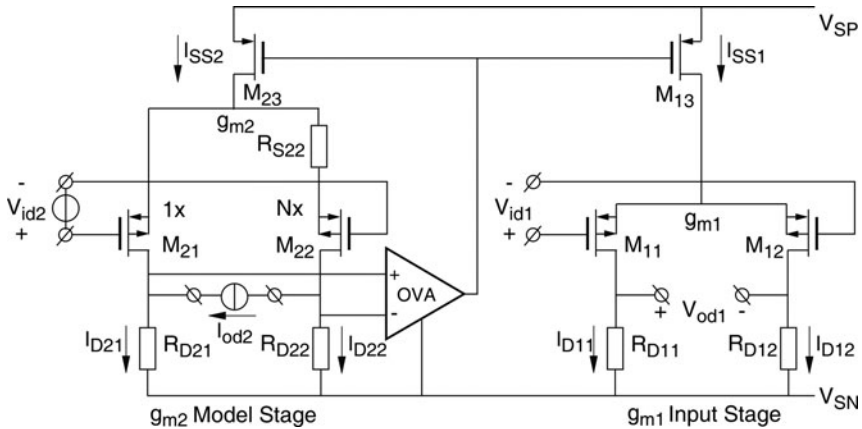 V_SP
I_SS2
I_SS1
M_23
M_13
g_m2
R_S22
-
V_id2
+
1x
Nx
M_21
M_22
-
V_id1
+
g_m1
M_11
M_12
+
OVA
-
I_od2
+
V_od1
-
I_D21
R_D21
R_D22
I_D22
I_D11
R_D11
R_D12
I_D12
V_SN
g_m2 Model Stage
g_m1 Input Stage